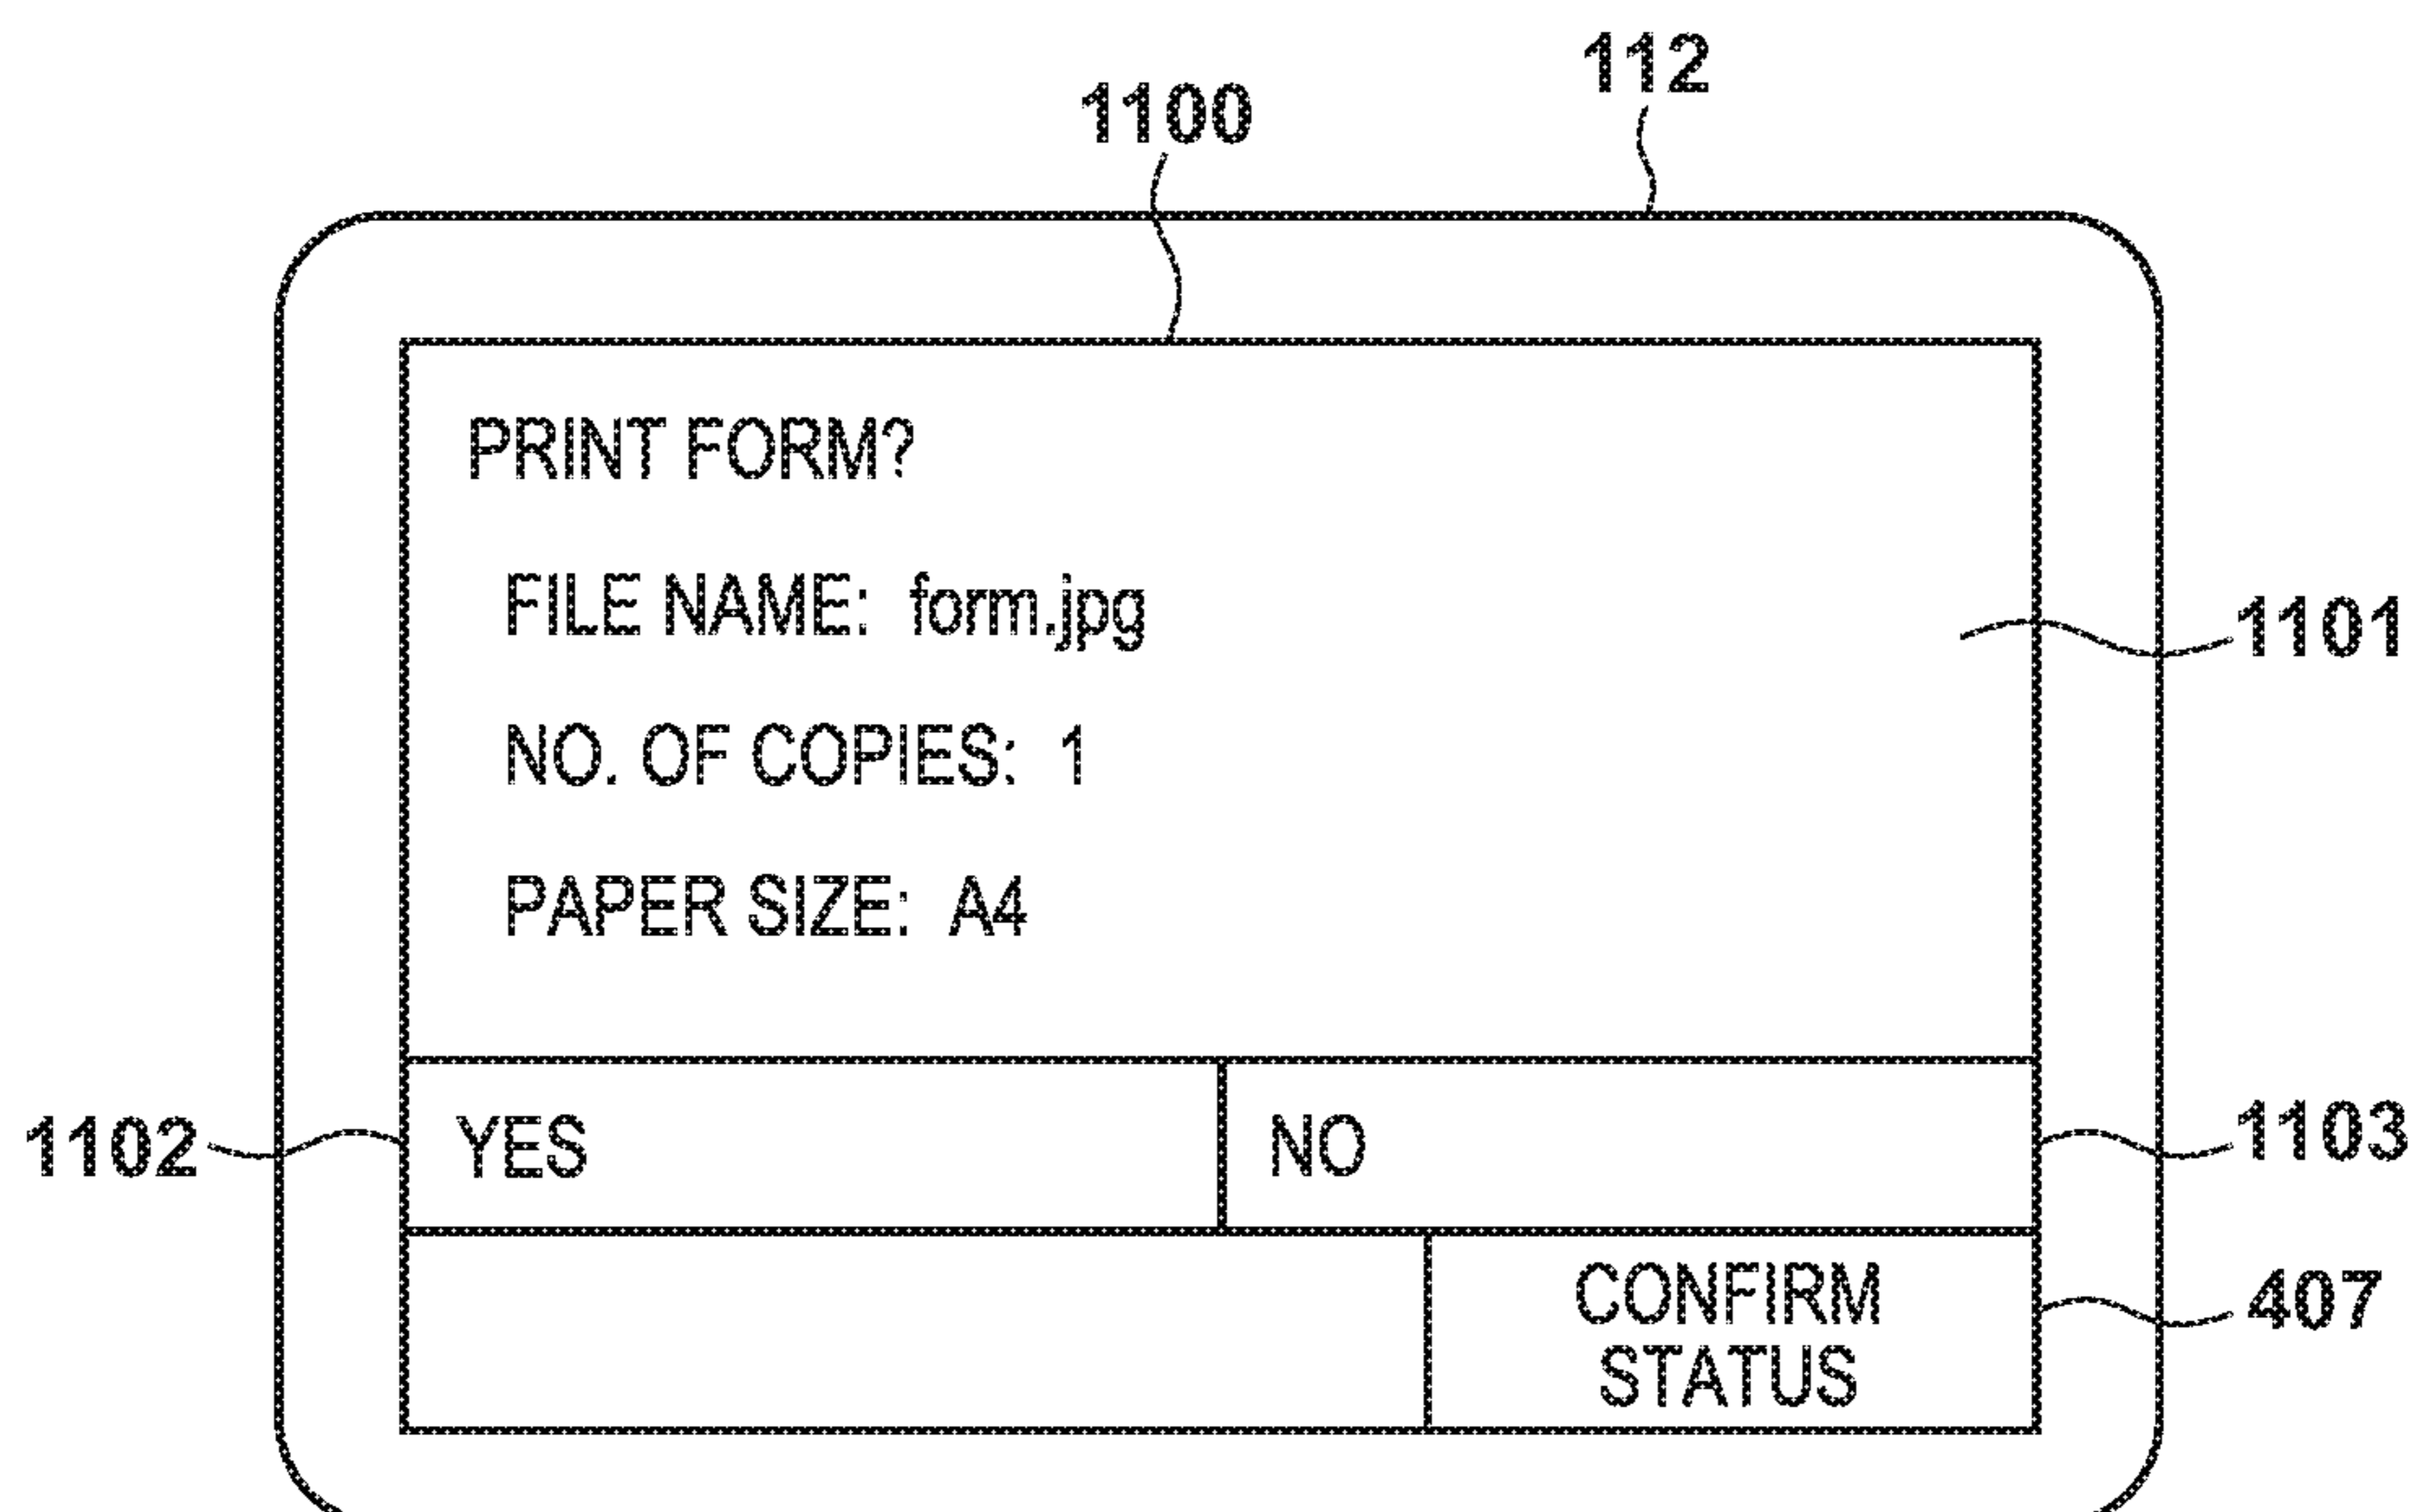 112
1100
PRINT FORM?
FILE NAME: form.jpg
1101
NO. OF COPIES: 1
PAPER SIZE: A4
1102
YES
NO
1103
CONFIRM
STATUS
407